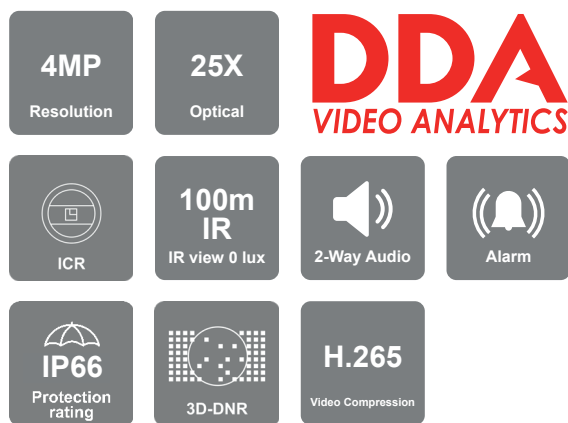 4MP
Resolution
25X
Optical
DDA
VIDEO ANALYTICS
ICR
100m
IR
IR view 0 lux
2-Way Audio
Alarm
IP66
Protection
rating
3D-DNR
H.265
Video Compression